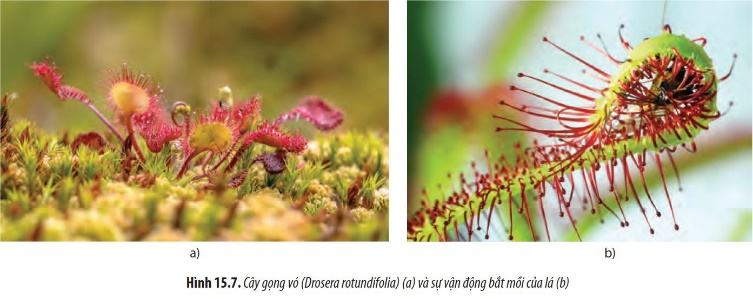 a)
b)
Hình 15.7. Cây gọng vó (Drosera rotundifolia) (a) và sự vận động bắt mồi của lá (b)